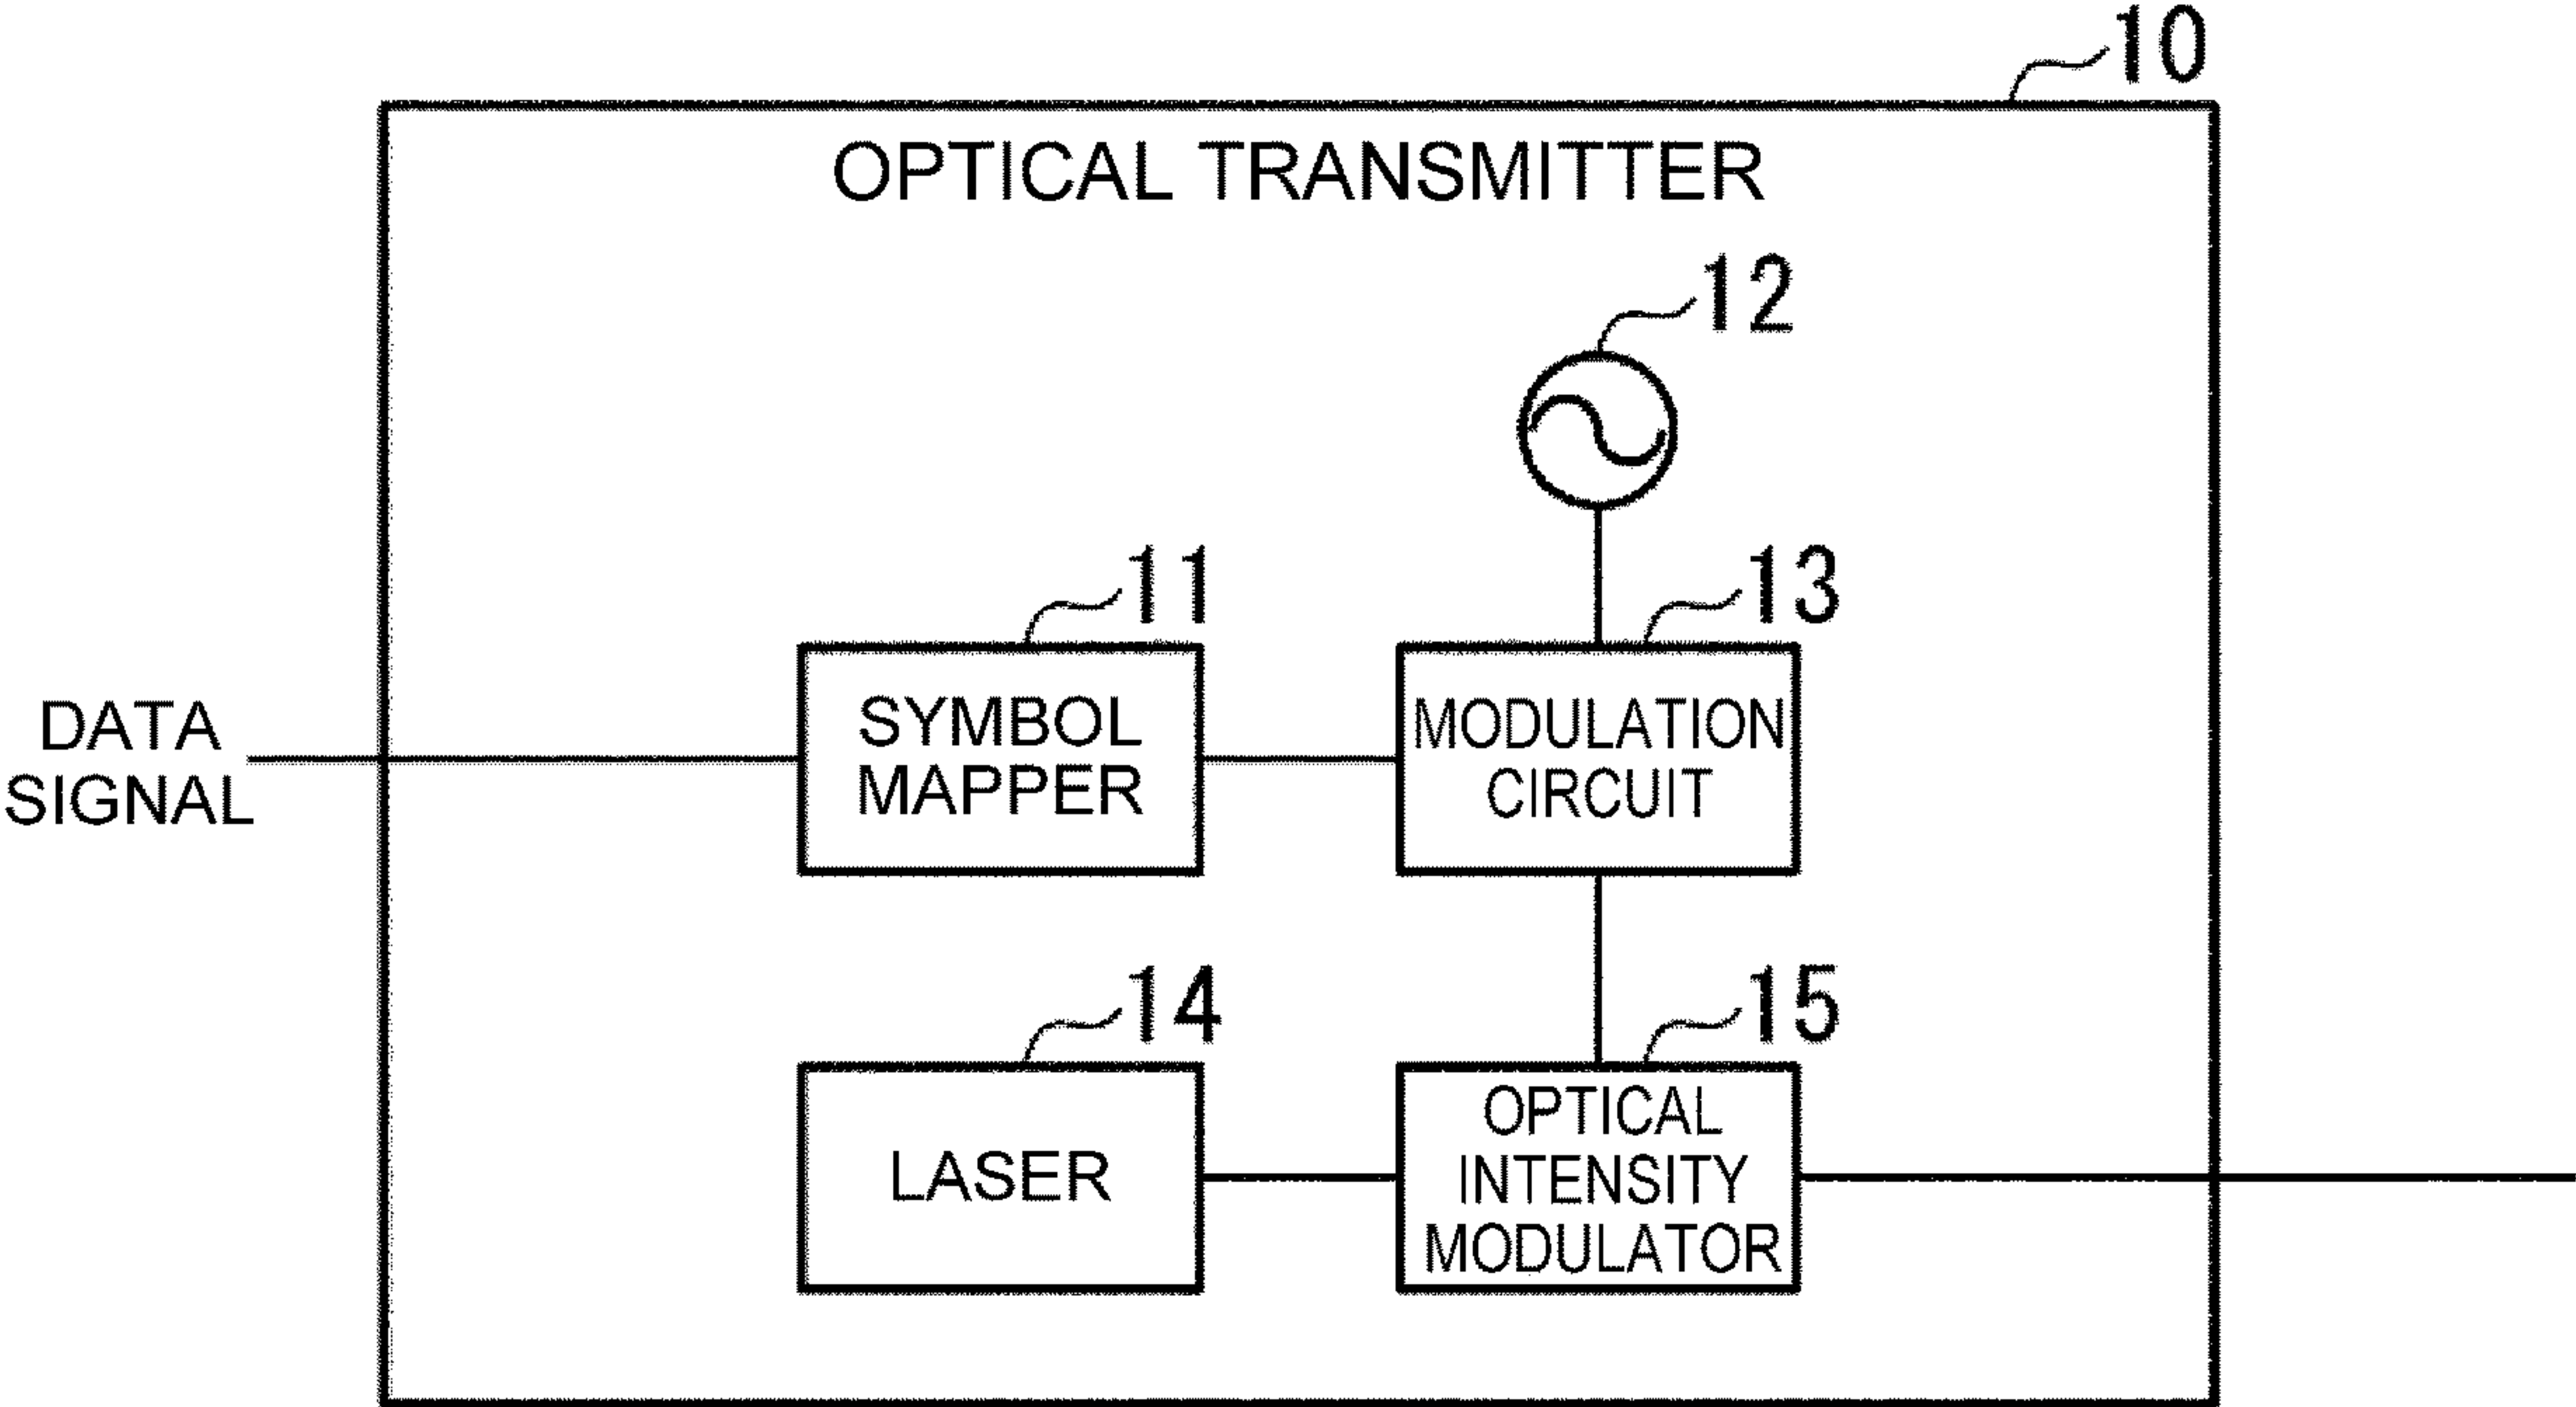 10
OPTICAL TRANSMITTER
12
11
13
DATA
SIGNAL
SYMBOL
MAPPER
MODULATION
CIRCUIT
14
15
LASER
OPTICAL
INTENSITY
MODULATOR